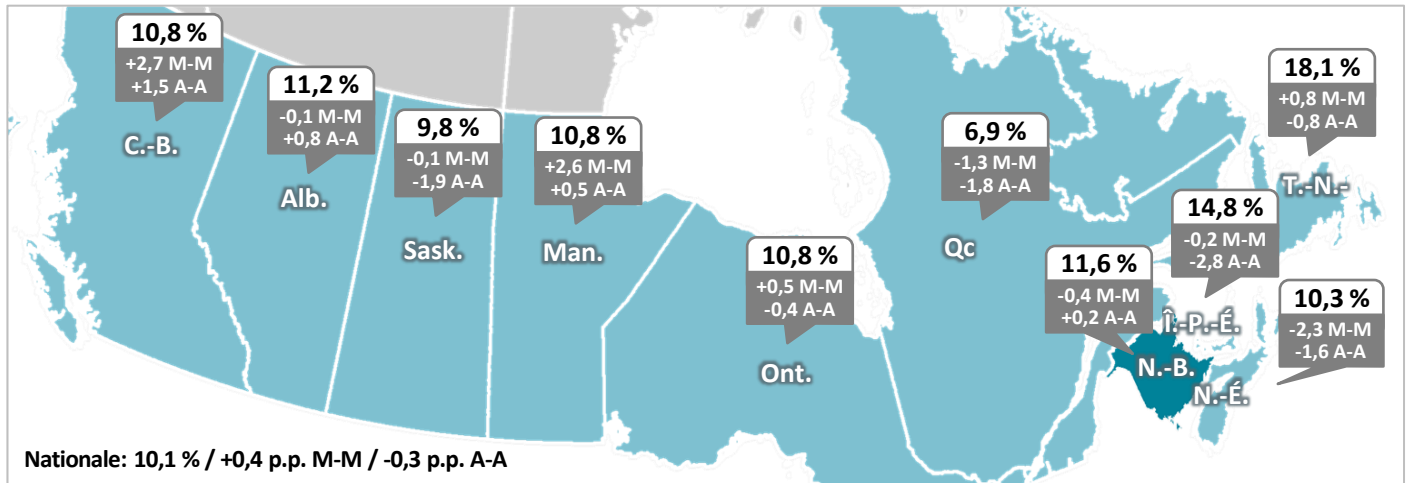 10,8 %
+2,7 M-M
+1,5 A-A
C.-B.
11,2 %
-0,1 M-M
+0,8 A-A
Alb.
9,8 %
-0,1 M-M
-1,9 A-A
Sask.
10,8 %
+2,6 M-M
+0,5 A-A
Man.
10,8 %
+0,5 M-M
-0,4 A-A
Ont.
6,9 %
-1,3 M-M
-1,8 A-A
Qc
18,1 %
+0,8 M-M
-0,8 A-A
T.-N.-
14,8 %
-0,2 M-M
-2,8 A-A
Î.-P.-É.
11,6 %
-0,4 M-M
+0,2 A-A
N.-B.
10,3 %
-2,3 M-M
-1,6 A-A
N.-É.
Nationale: 10,1 % / +0,4 p.p. M-M / -0,3 p.p. A-A